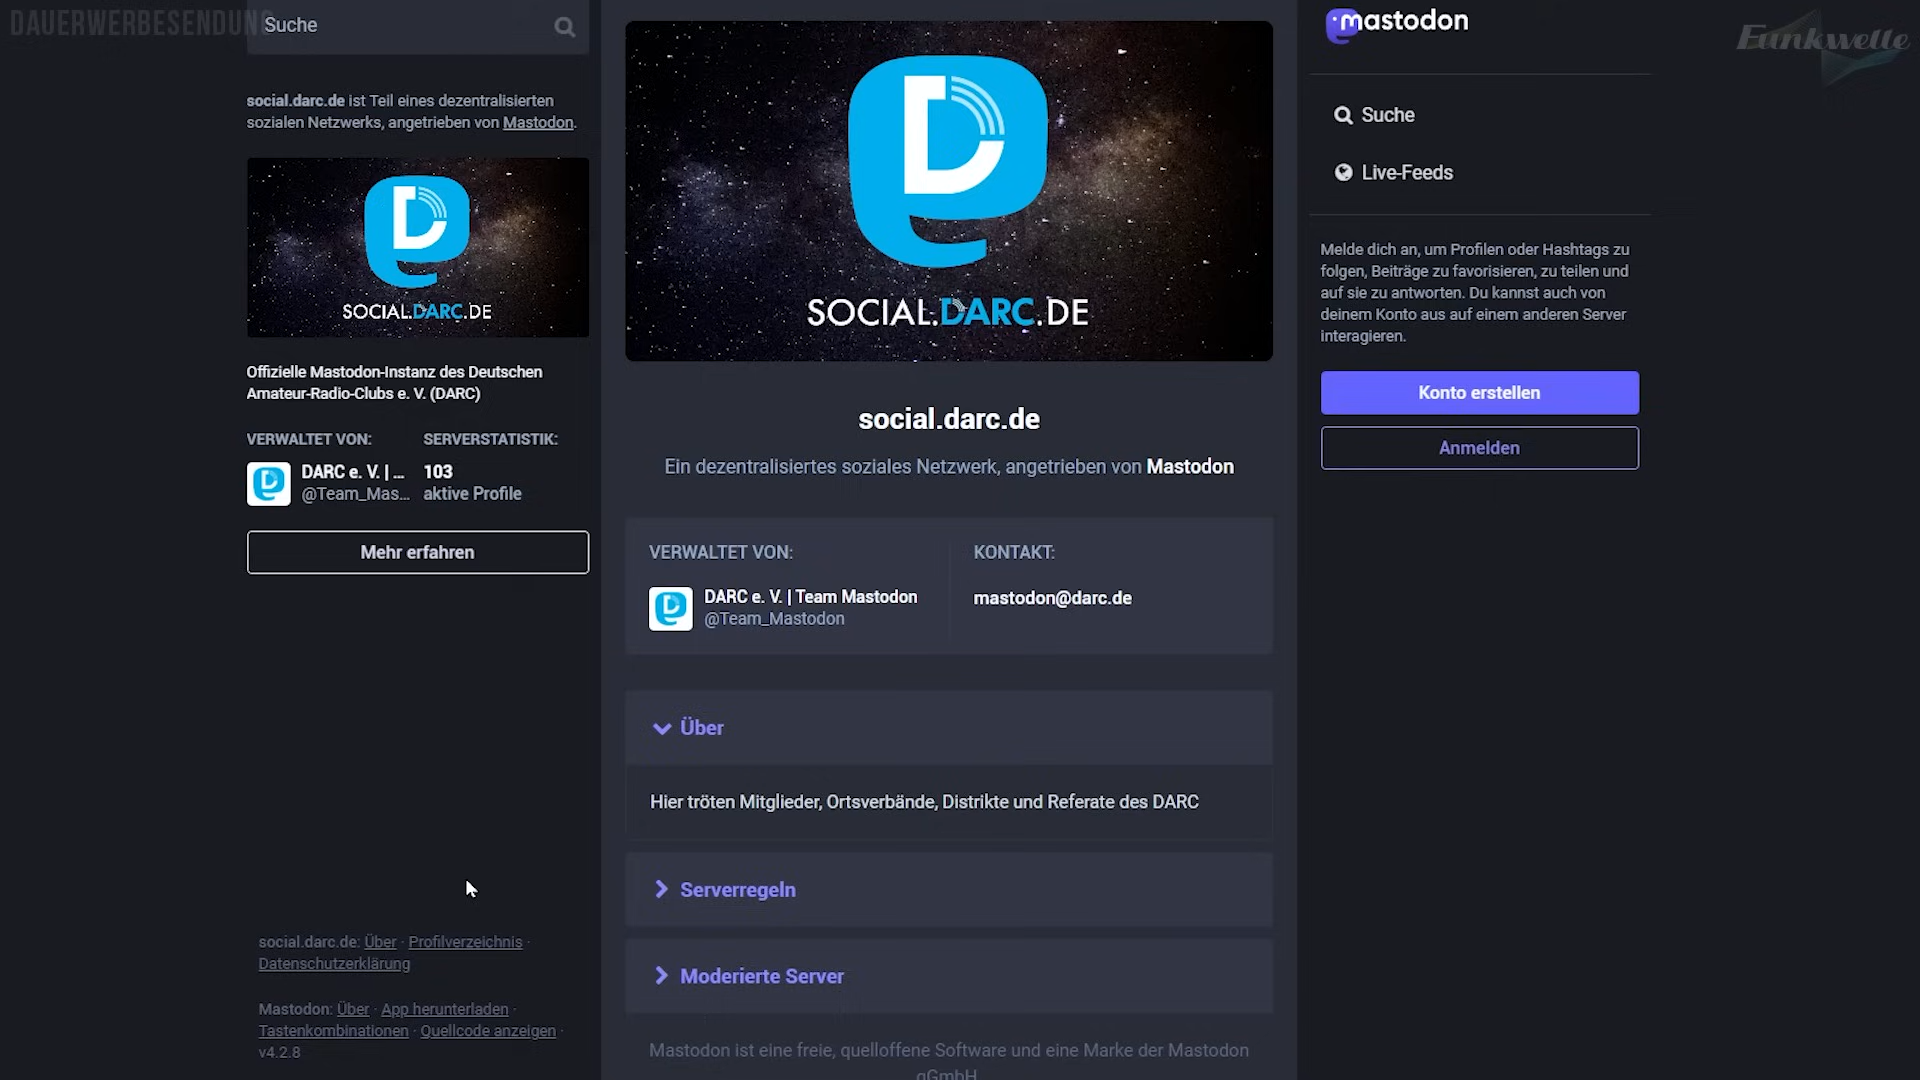 DAUERWERBESENDUNG
Suche
social.darc.de ist Teil eines dezentralisierten
sozialen Netzwerks, angetrieben von Mastodon.
SOCIAL.DARC.DE
Offizielle Mastodon-Instanz des Deutschen
Amateur-Radio-Clubs e. V. (DARC)
VERWALTET VON:
DARC e. V. | ...
@Team_Mas...
SERVERSTATISTIK:
103
aktive Profile
Mehr erfahren
social.darc.de: Über · Profilverzeichnis ·
Datenschutzerklärung
Mastodon: Über · App herunterladen ·
Tastenkombinationen · Quellcode anzeigen ·
v4.2.8
SOCIAL.DARC.DE
social.darc.de
Ein dezentralisiertes soziales Netzwerk, angetrieben von Mastodon
VERWALTET VON:
DARC e. V. | Team Mastodon
@Team_Mastodon
KONTAKT:
mastodon@darc.de
Über
Hier tröten Mitglieder, Ortsverbände, Distrikte und Referate des DARC
Serverregeln
Moderierte Server
Mastodon ist eine freie, quelloffene Software und eine Marke der Mastodon
gGmbH
mastodon
Suche
Live-Feeds
Melde dich an, um Profilen oder Hashtags zu
folgen, Beiträge zu favorisieren, zu teilen und
auf sie zu antworten. Du kannst auch von
deinem Konto aus auf einem anderen Server
interagieren.
Konto erstellen
Anmelden
Funkwelle